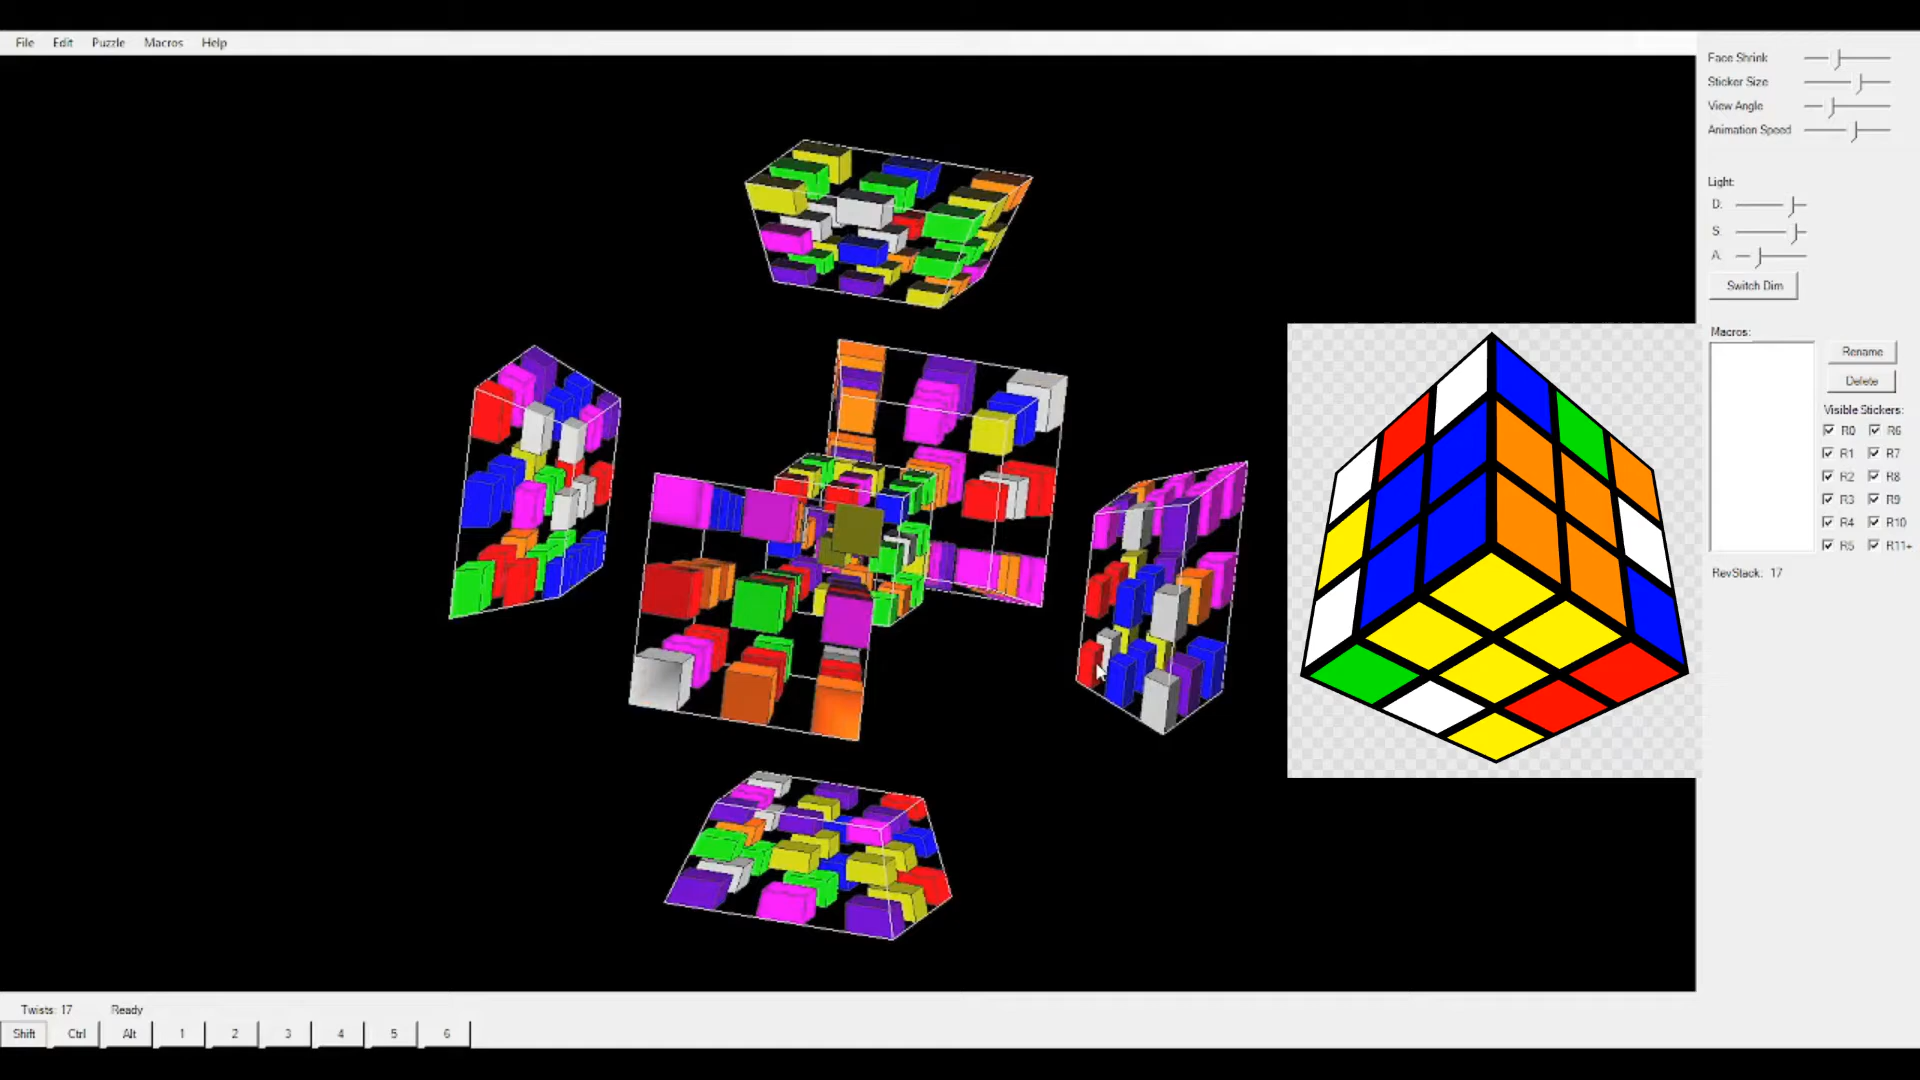 File Edit Puzzle Macros Help
Face Shrink
Sticker Size
View Angle
Animation Speed
Light:
D:
S:
A:
Switch Dim
Macros:
Rename
Delete
Visible Stickers:
R0 R6
R1 R7
R2 R8
R3 R9
R4 R10
R5 R11+
RevStack: 17
Twists: 17 Ready
Shift Ctrl Alt 1 2 3 4 5 6